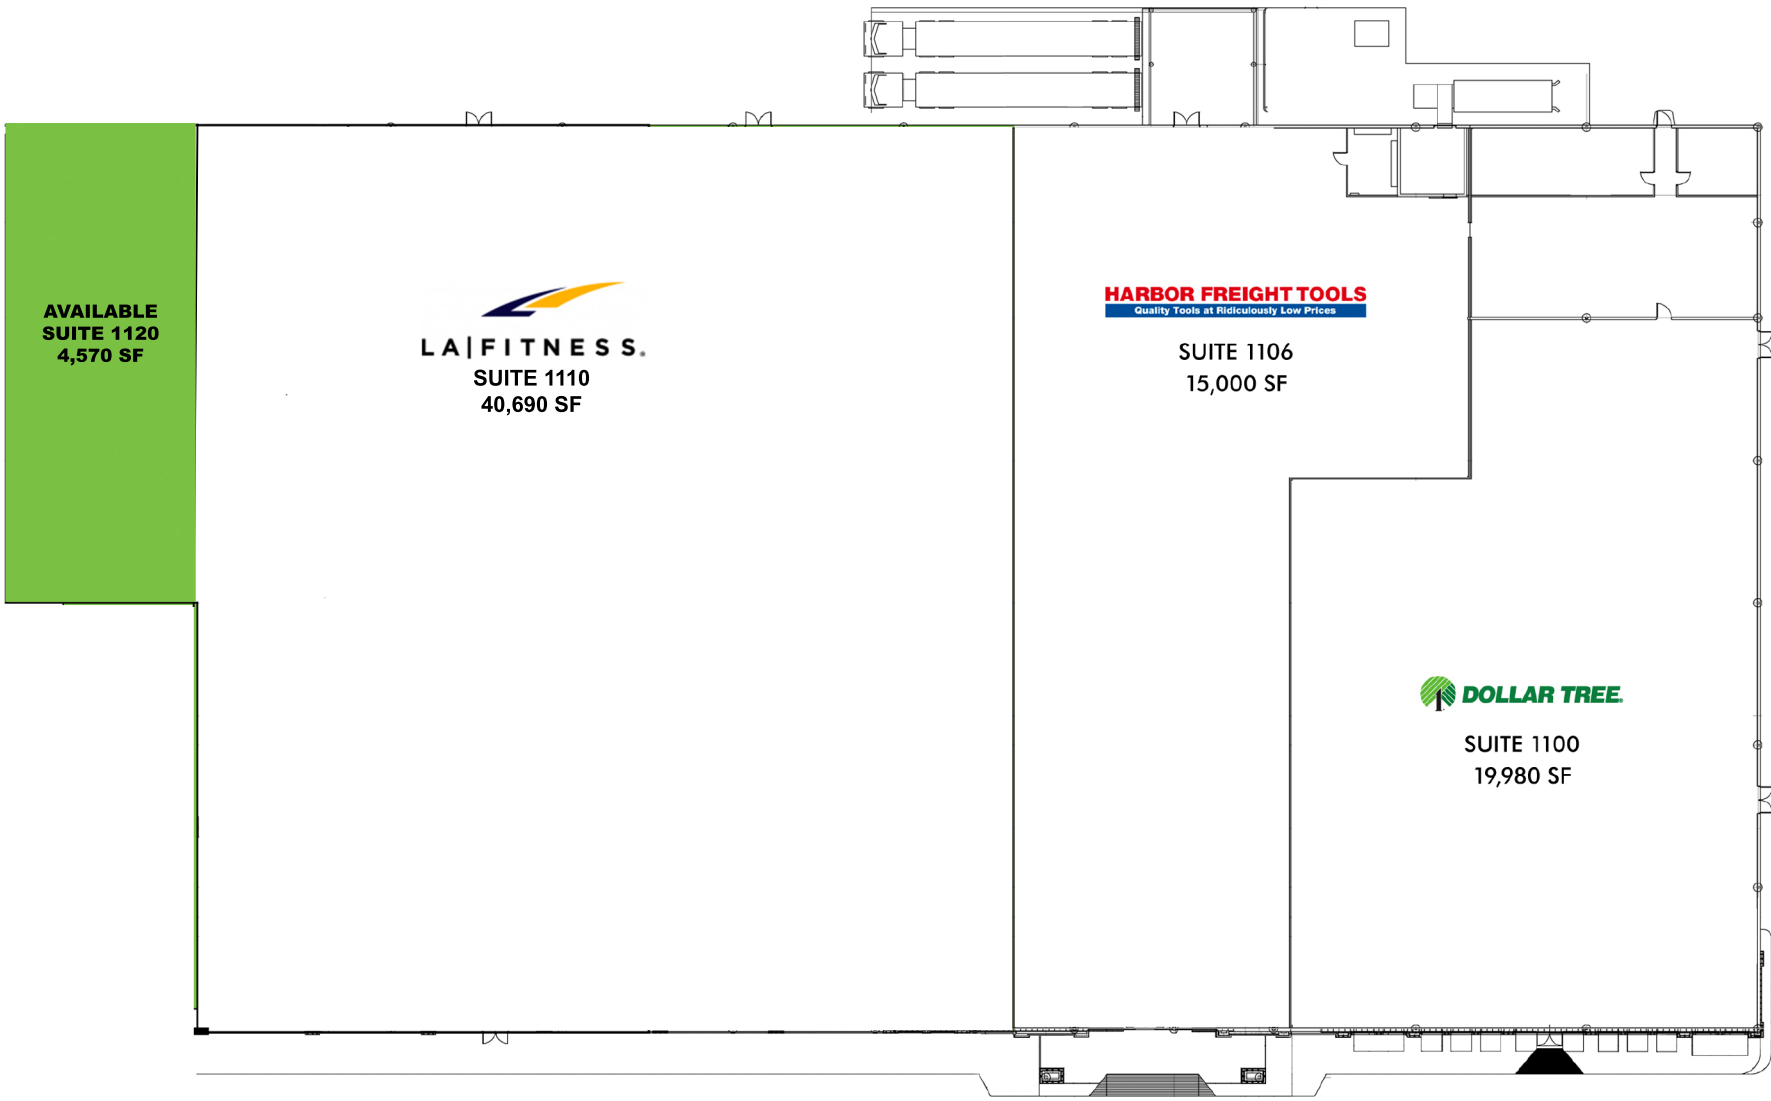 AVAILABLE
SUITE 1120
4,570 SF
LA|FITNESS.
SUITE 1110
40,690 SF
HARBOR FREIGHT TOOLS
Quality Tools at Ridiculously Low Prices
SUITE 1106
15,000 SF
DOLLAR TREE.
SUITE 1100
19,980 SF